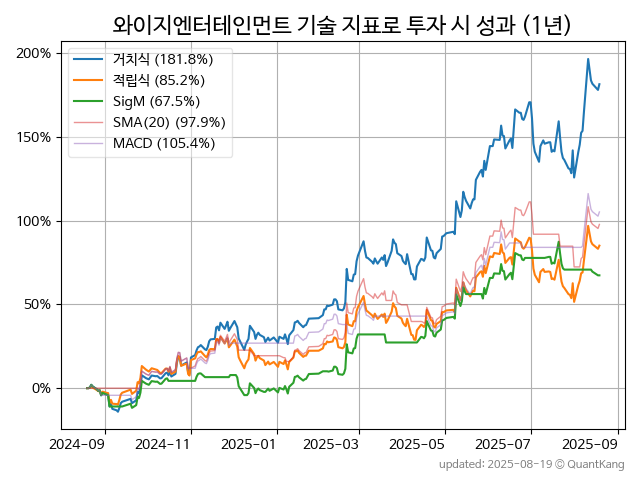 와이지엔터테인먼트 기술 지표로 투자 시 성과 (1년)
200%
150%
100%
50%
0%
거치식 (181.8%)
적립식 (85.2%)
SigM (67.5%)
SMA(20) (97.9%)
MACD (105.4%)
2024-09 2024-11 2025-01 2025-03 2025-05 2025-07 2025-09
updated: 2025-08-19 © QuantKang